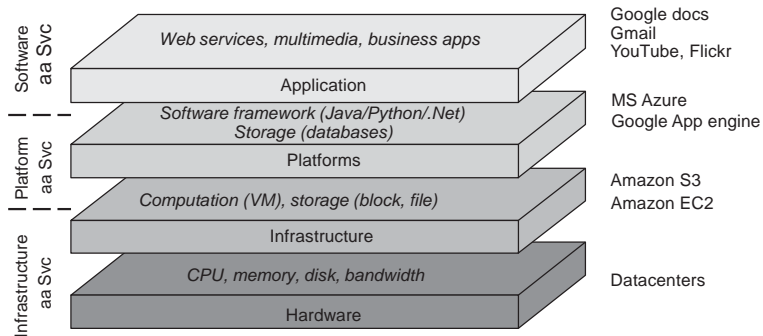 Software
aa Svc
Web services, multimedia, business apps
Application
Google docs
Gmail
YouTube, Flickr
Platform
aa Svc
Software framework (Java/Python/.Net)
Storage (databases)
Platforms
MS Azure
Google App engine
Infrastructure
aa Svc
Computation (VM), storage (block, file)
Infrastructure
Amazon S3
Amazon EC2
CPU, memory, disk, bandwidth
Hardware
Datacenters